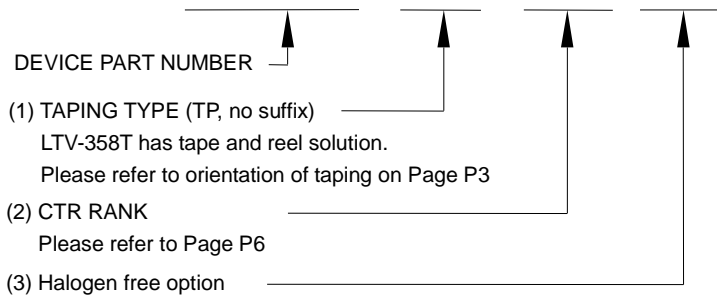 DEVICE PART NUMBER
(1) TAPING TYPE (TP, no suffix)
LTV-358T has tape and reel solution.
Please refer to orientation of taping on Page P3
(2) CTR RANK
Please refer to Page P6
(3) Halogen free option